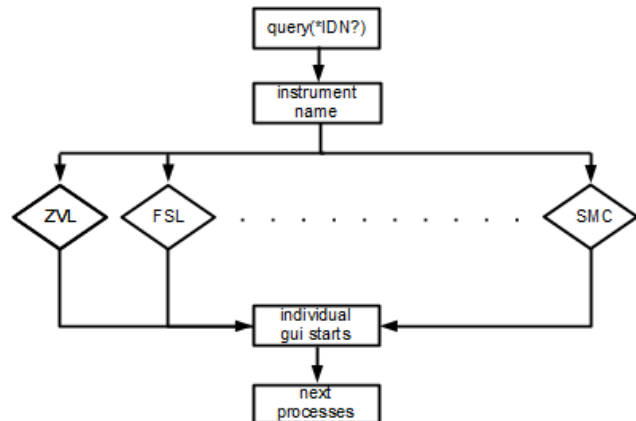 query(*IDN?)
instrument
name
ZVL
FSL
. . . . . . . . . .
SMC
individual
gui starts
next
processes